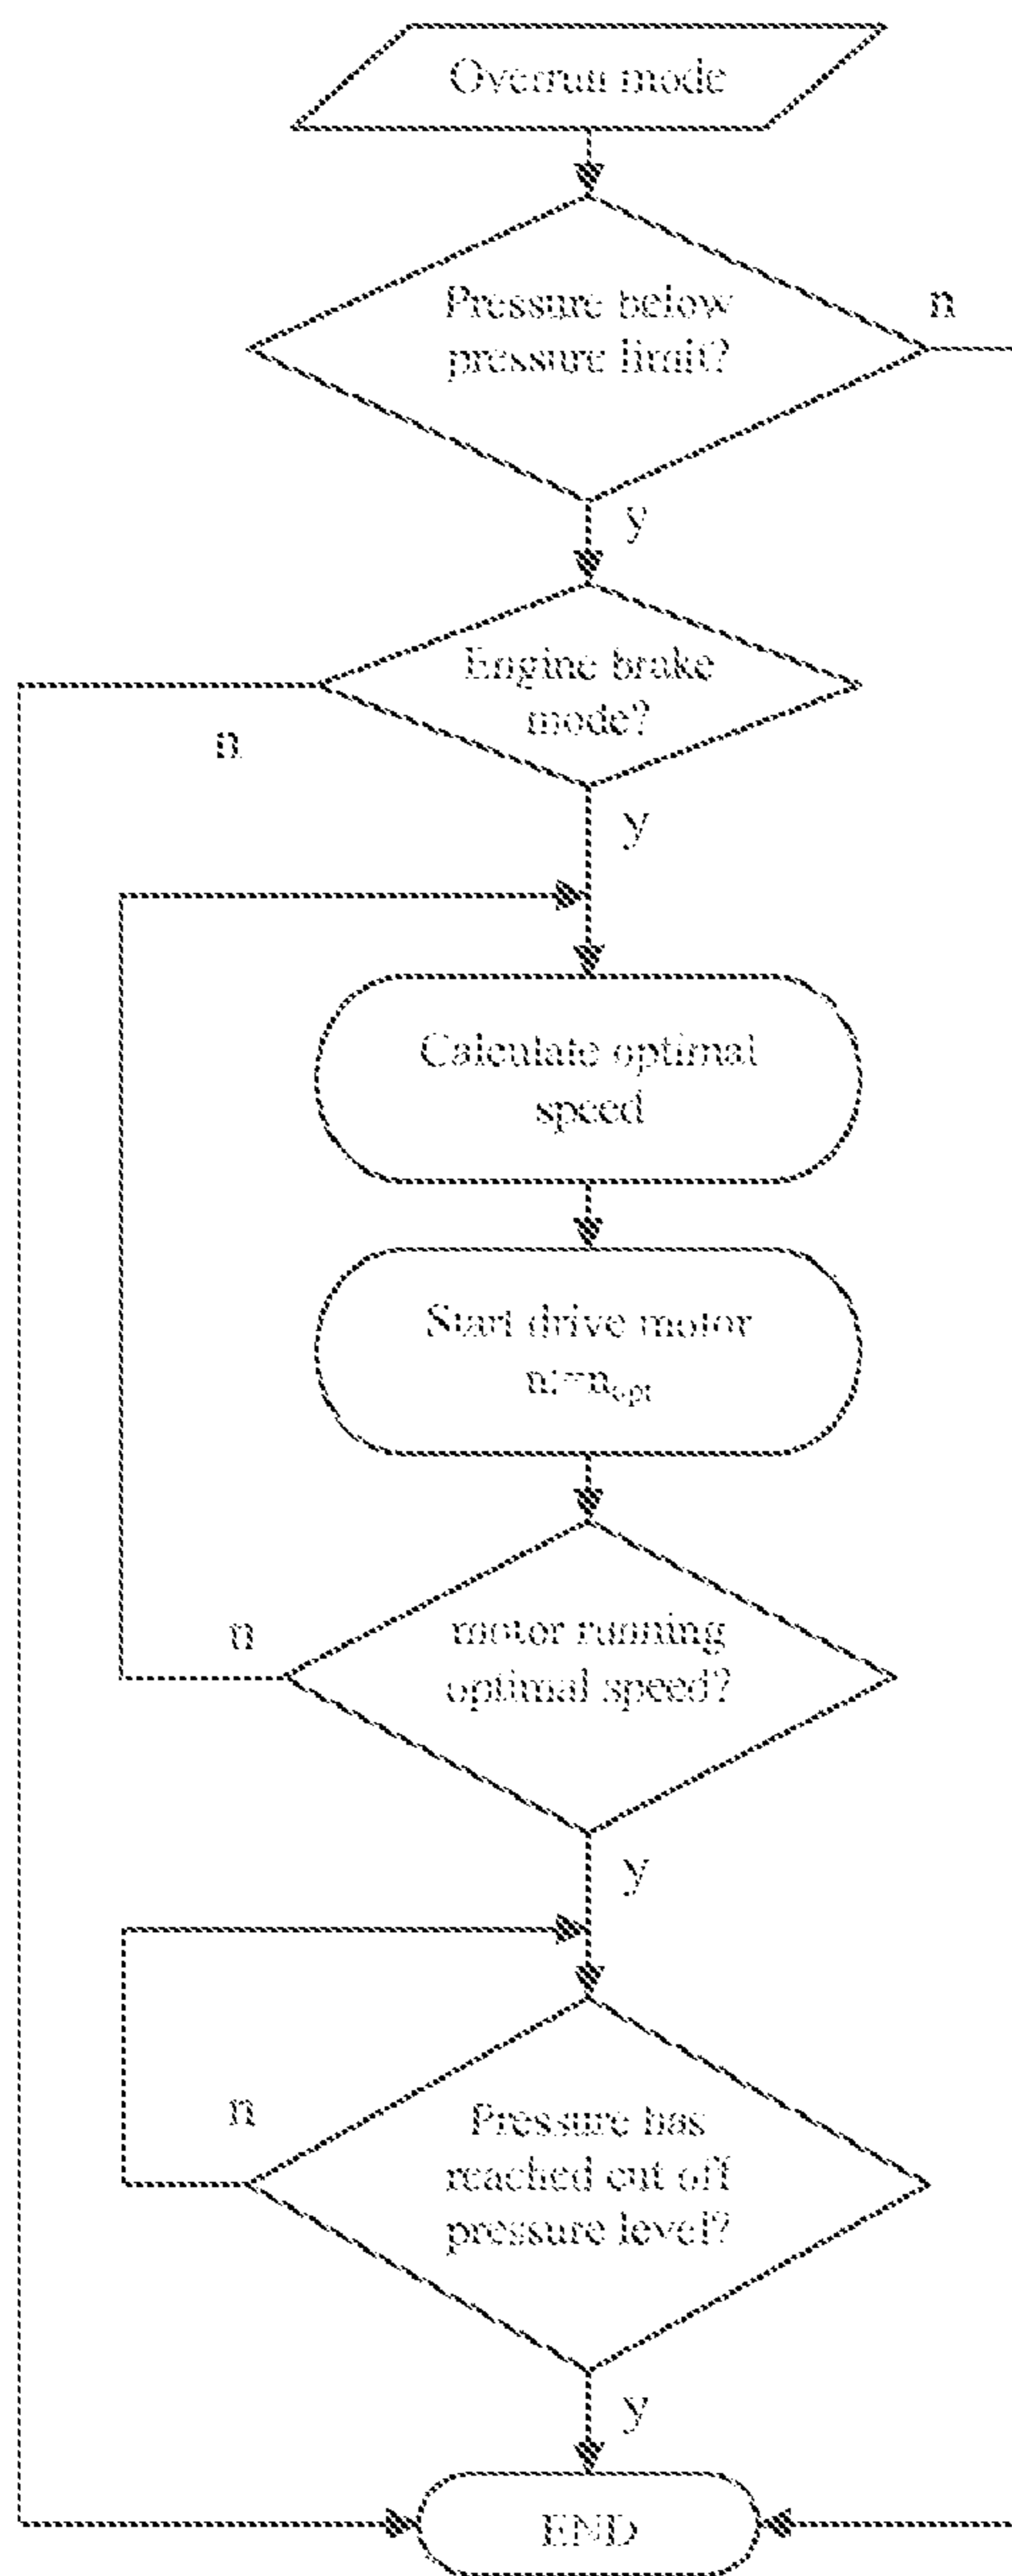 Overrun mode
Pressure below
pressure limit?
n
y
Engine brake
mode?
n
y
Calculate optimal
speed
Start drive motor
n:=nopt
motor running
optimal speed?
n
y
Pressure has
reached cut off
pressure level?
n
y
END